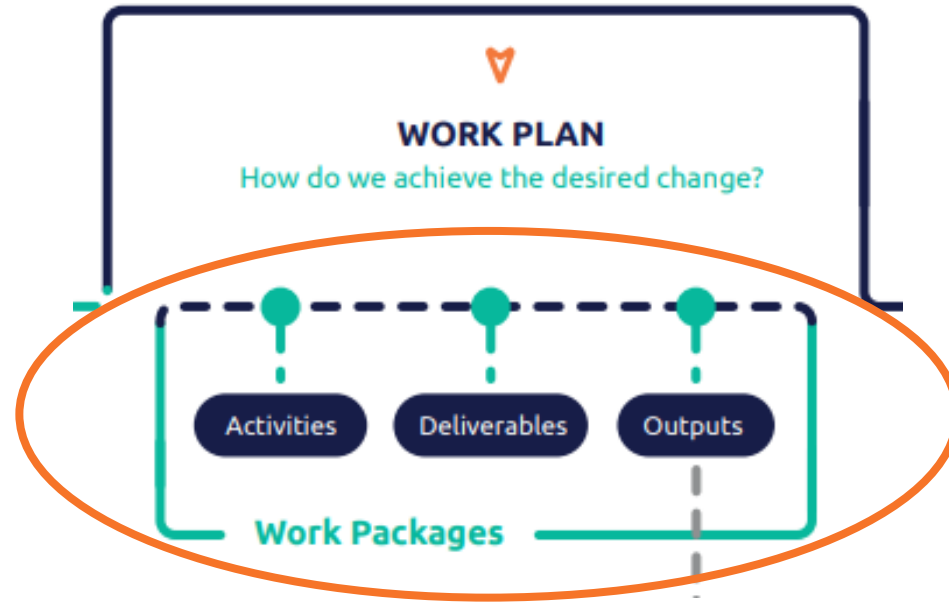 WORK PLAN
How do we achieve the desired change?
Activities
Deliverables
Outputs
Work Packages